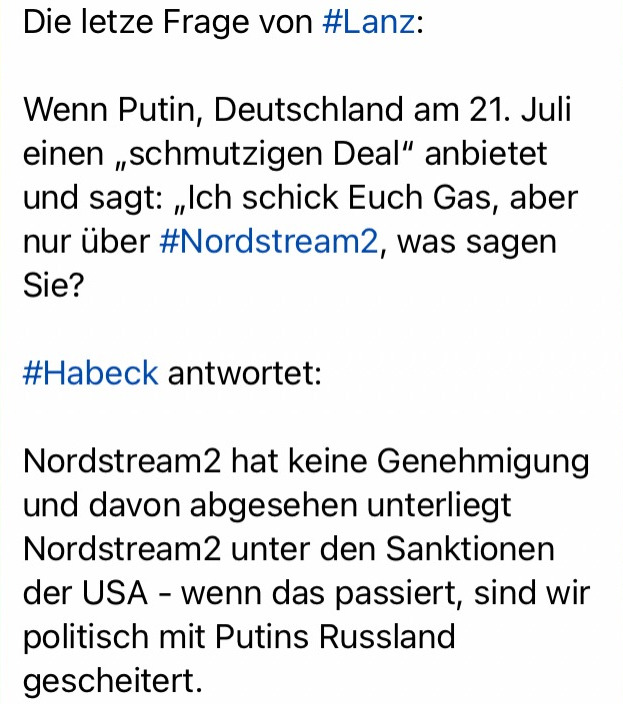 Die letze Frage von #Lanz:
Wenn Putin, Deutschland am 21. Juli
einen „schmutzigen Deal“ anbietet
und sagt: „Ich schick Euch Gas, aber
nur über #Nordstream2, was sagen
Sie?
#Habeck antwortet:
Nordstream2 hat keine Genehmigung
und davon abgesehen unterliegt
Nordstream2 unter den Sanktionen
der USA - wenn das passiert, sind wir
politisch mit Putins Russland
gescheitert.